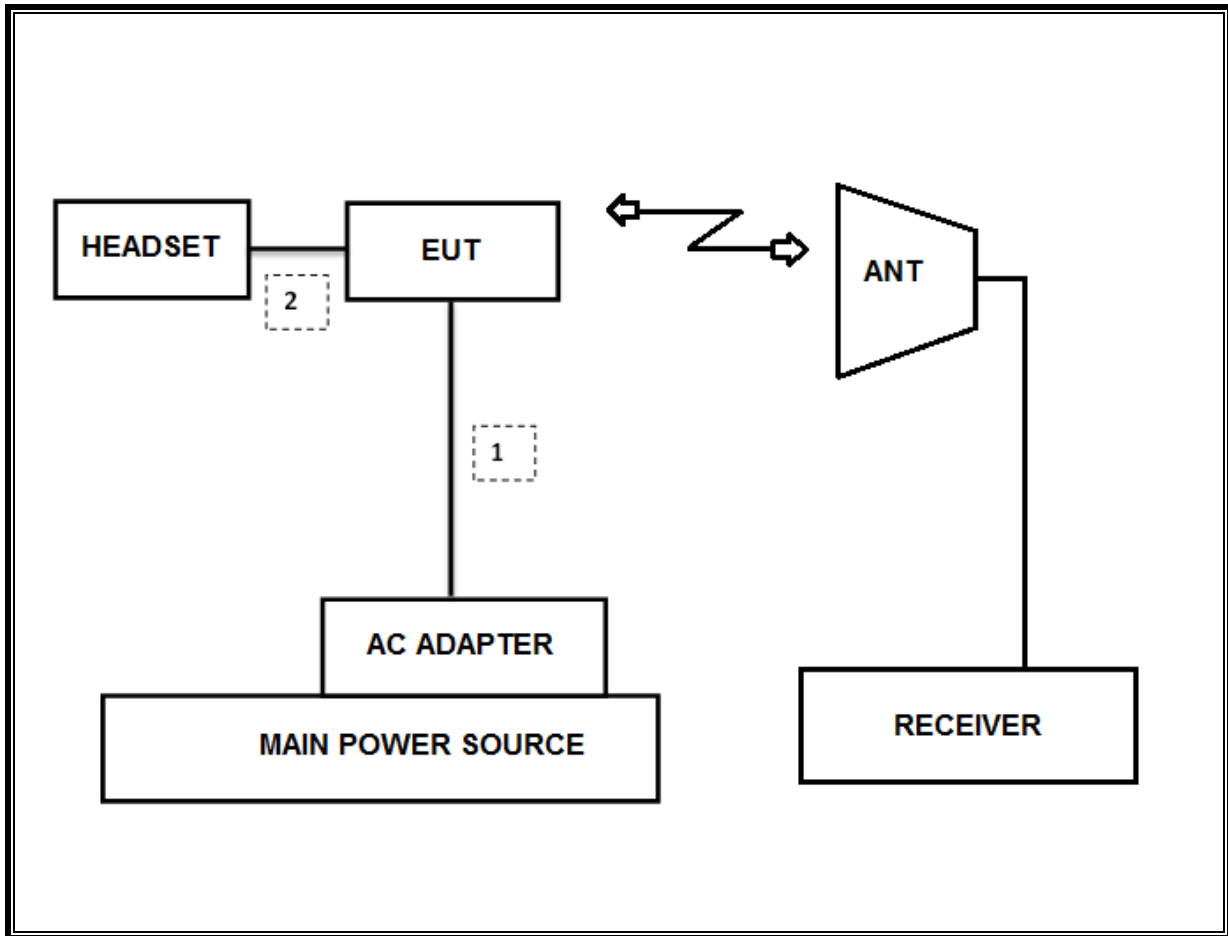 HEADSET
EUT
ANT
2
1
AC ADAPTER
MAIN POWER SOURCE
RECEIVER